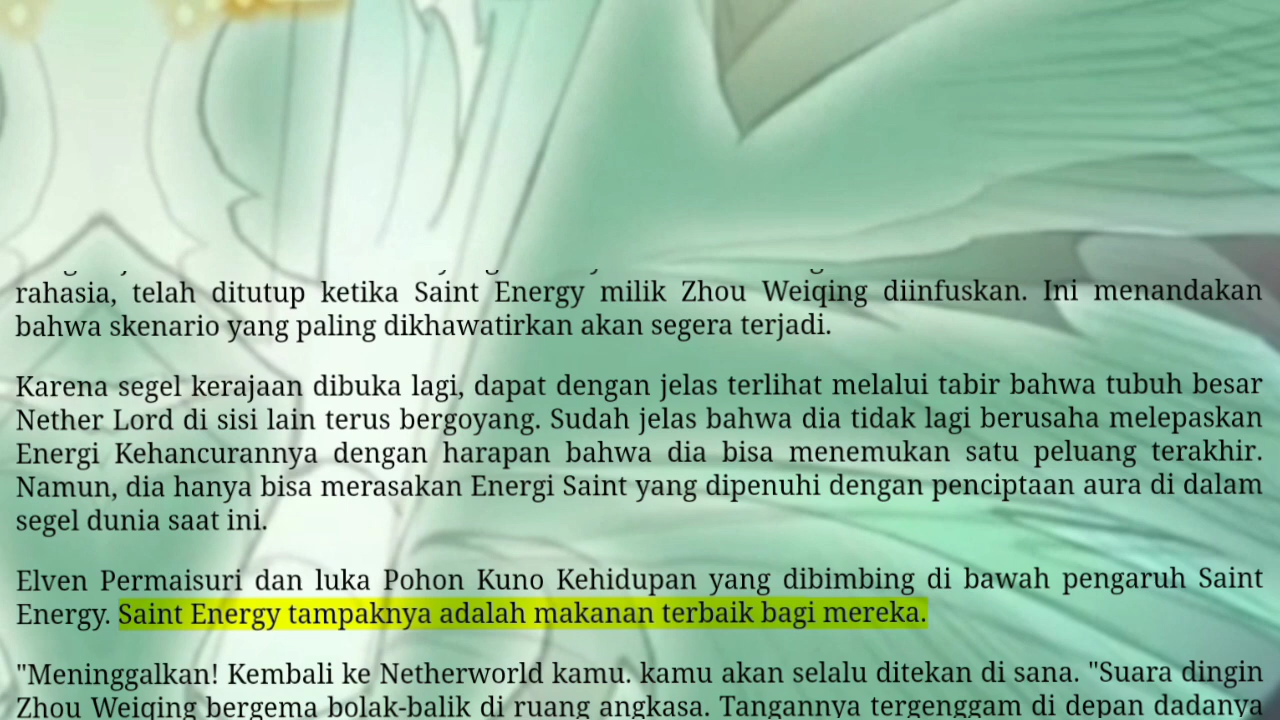 rahasia, telah ditutup ketika Saint Energy milik Zhou Weiqing diinfuskan. Ini menandakan
bahwa skenario yang paling dikhawatirkan akan segera terjadi.
Karena segel kerajaan dibuka lagi, dapat dengan jelas terlihat melalui tabir bahwa tubuh besar
Nether Lord di sisi lain terus bergoyang. Sudah jelas bahwa dia tidak lagi berusaha melepaskan
Energi Kehancurannya dengan harapan bahwa dia bisa menemukan satu peluang terakhir.
Namun, dia hanya bisa merasakan Energi Saint yang dipenuhi dengan penciptaan aura di dalam
segel dunia saat ini.
Elven Permaisuri dan luka Pohon Kuno Kehidupan yang dibimbing di bawah pengaruh Saint
Energy. Saint Energy tampaknya adalah makanan terbaik bagi mereka.
"Meninggalkan! Kembali ke Netherworld kamu. kamu akan selalu ditekan di sana. "Suara dingin
Zhou Weiqing bergema bolak-balik di ruang angkasa. Tangannya tergenggam di depan dadanya